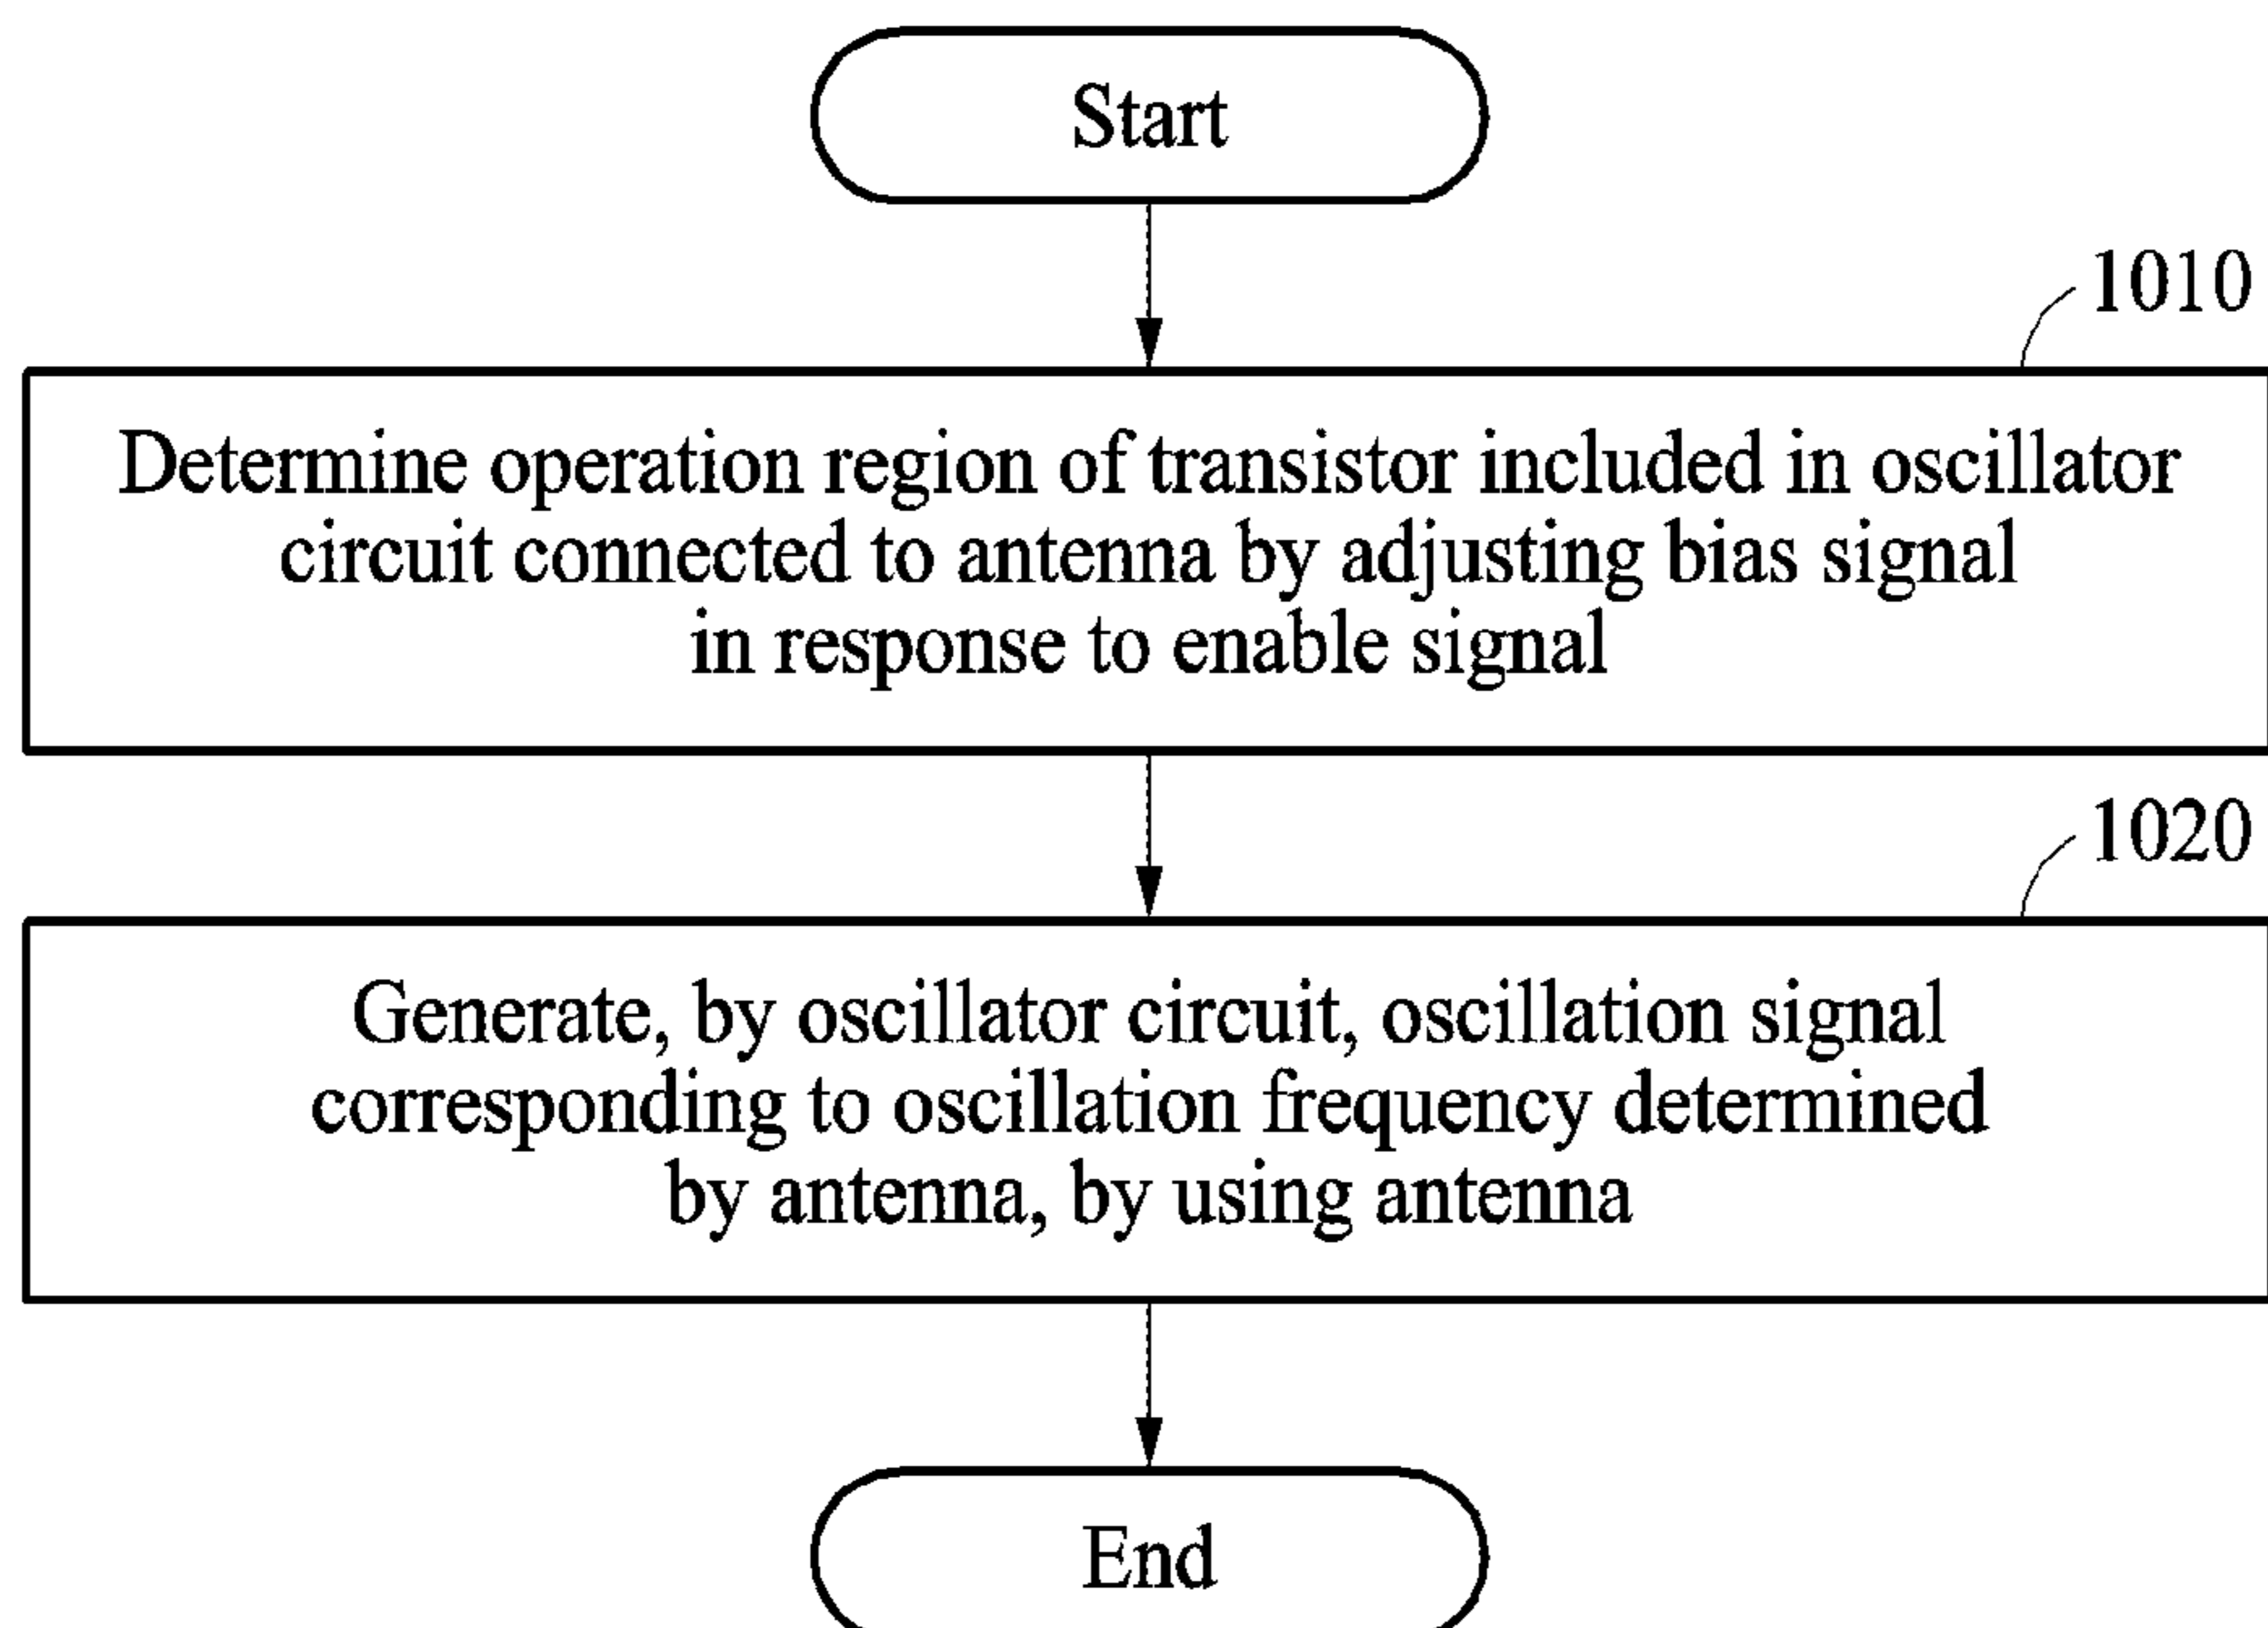 Start
1010
Determine operation region of transistor included in oscillator
circuit connected to antenna by adjusting bias signal
in response to enable signal
1020
Generate, by oscillator circuit, oscillation signal
corresponding to oscillation frequency determined
by antenna, by using antenna
End